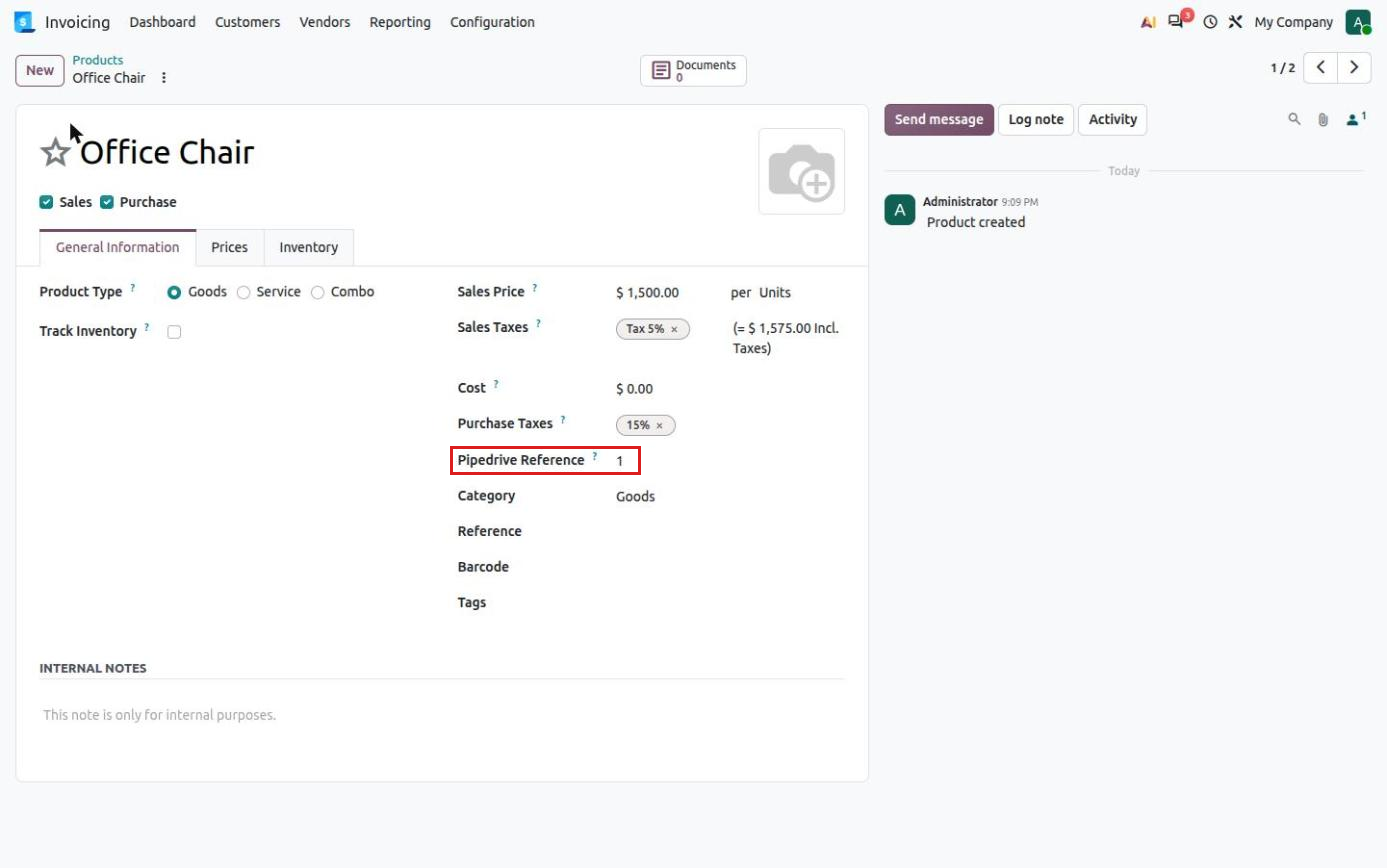 Invoicing Dashboard Customers Vendors Reporting Configuration
AI 3 My Company A
New
Products
Office Chair
Documents
0
1 / 2
Office Chair
Sales Purchase
General Information Prices Inventory
Product Type ? Goods Service Combo
Track Inventory ?
Sales Price ? $ 1,500.00 per Units
Sales Taxes ? Tax 5% × (= $ 1,575.00 Incl.
Taxes)
Cost ? $ 0.00
Purchase Taxes ? 15% ×
Pipedrive Reference ? 1
Category Goods
Reference
Barcode
Tags
INTERNAL NOTES
This note is only for internal purposes.
Send message Log note Activity 1
Today
A Administrator 9:09 PM
Product created